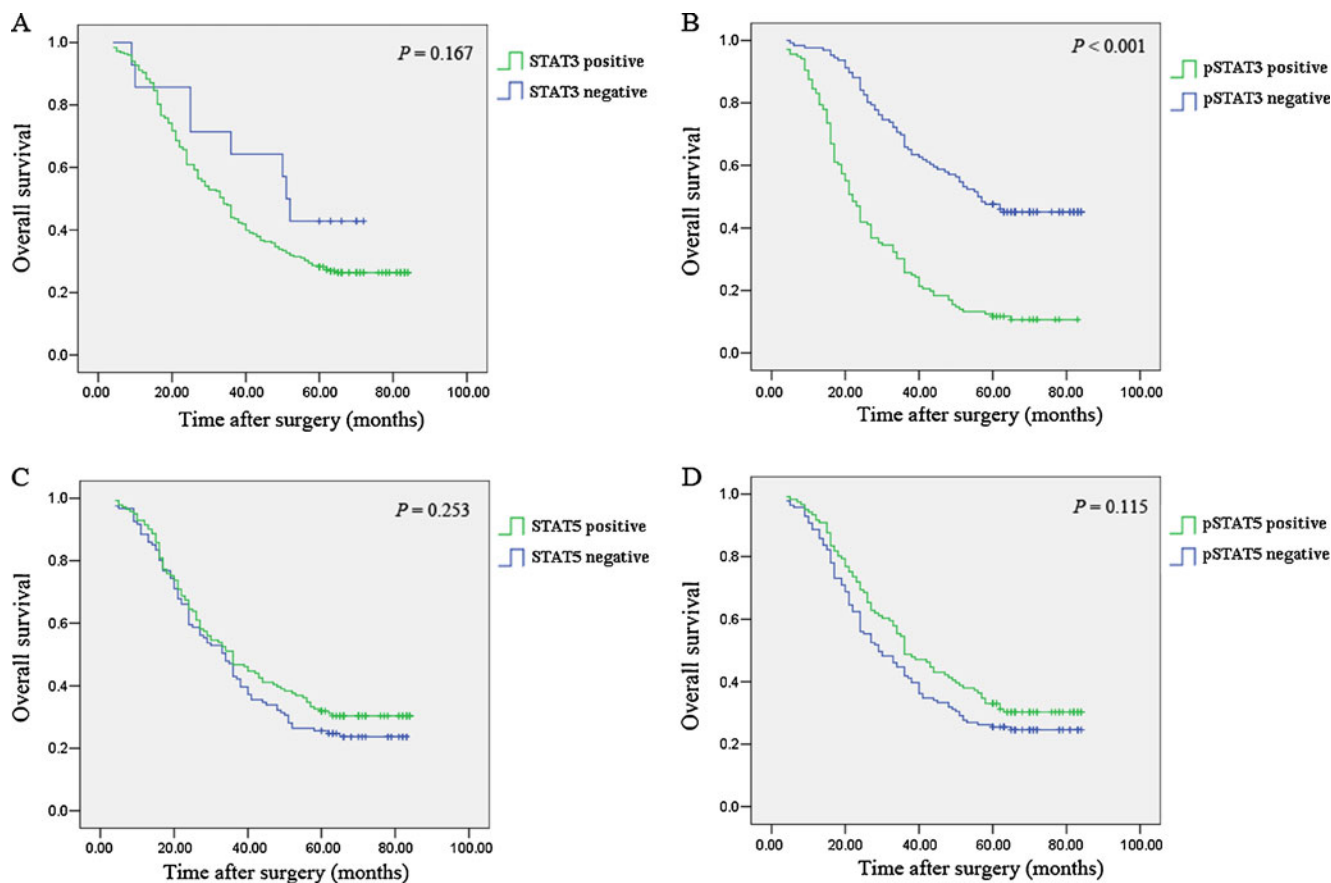 A
P = 0.167
STAT3 positive
STAT3 negative
Overall survival
1.0
0.8
0.6
0.4
0.2
0.0
0.00 20.00 40.00 60.00 80.00 100.00
Time after surgery (months)
B
P < 0.001
pSTAT3 positive
pSTAT3 negative
Overall survival
1.0
0.8
0.6
0.4
0.2
0.0
0.00 20.00 40.00 60.00 80.00 100.00
Time after surgery (months)
C
P = 0.253
STAT5 positive
STAT5 negative
Overall survival
1.0
0.8
0.6
0.4
0.2
0.0
0.00 20.00 40.00 60.00 80.00 100.00
Time after surgery (months)
D
P = 0.115
pSTAT5 positive
pSTAT5 negative
Overall survival
1.0
0.8
0.6
0.4
0.2
0.0
0.00 20.00 40.00 60.00 80.00 100.00
Time after surgery (months)